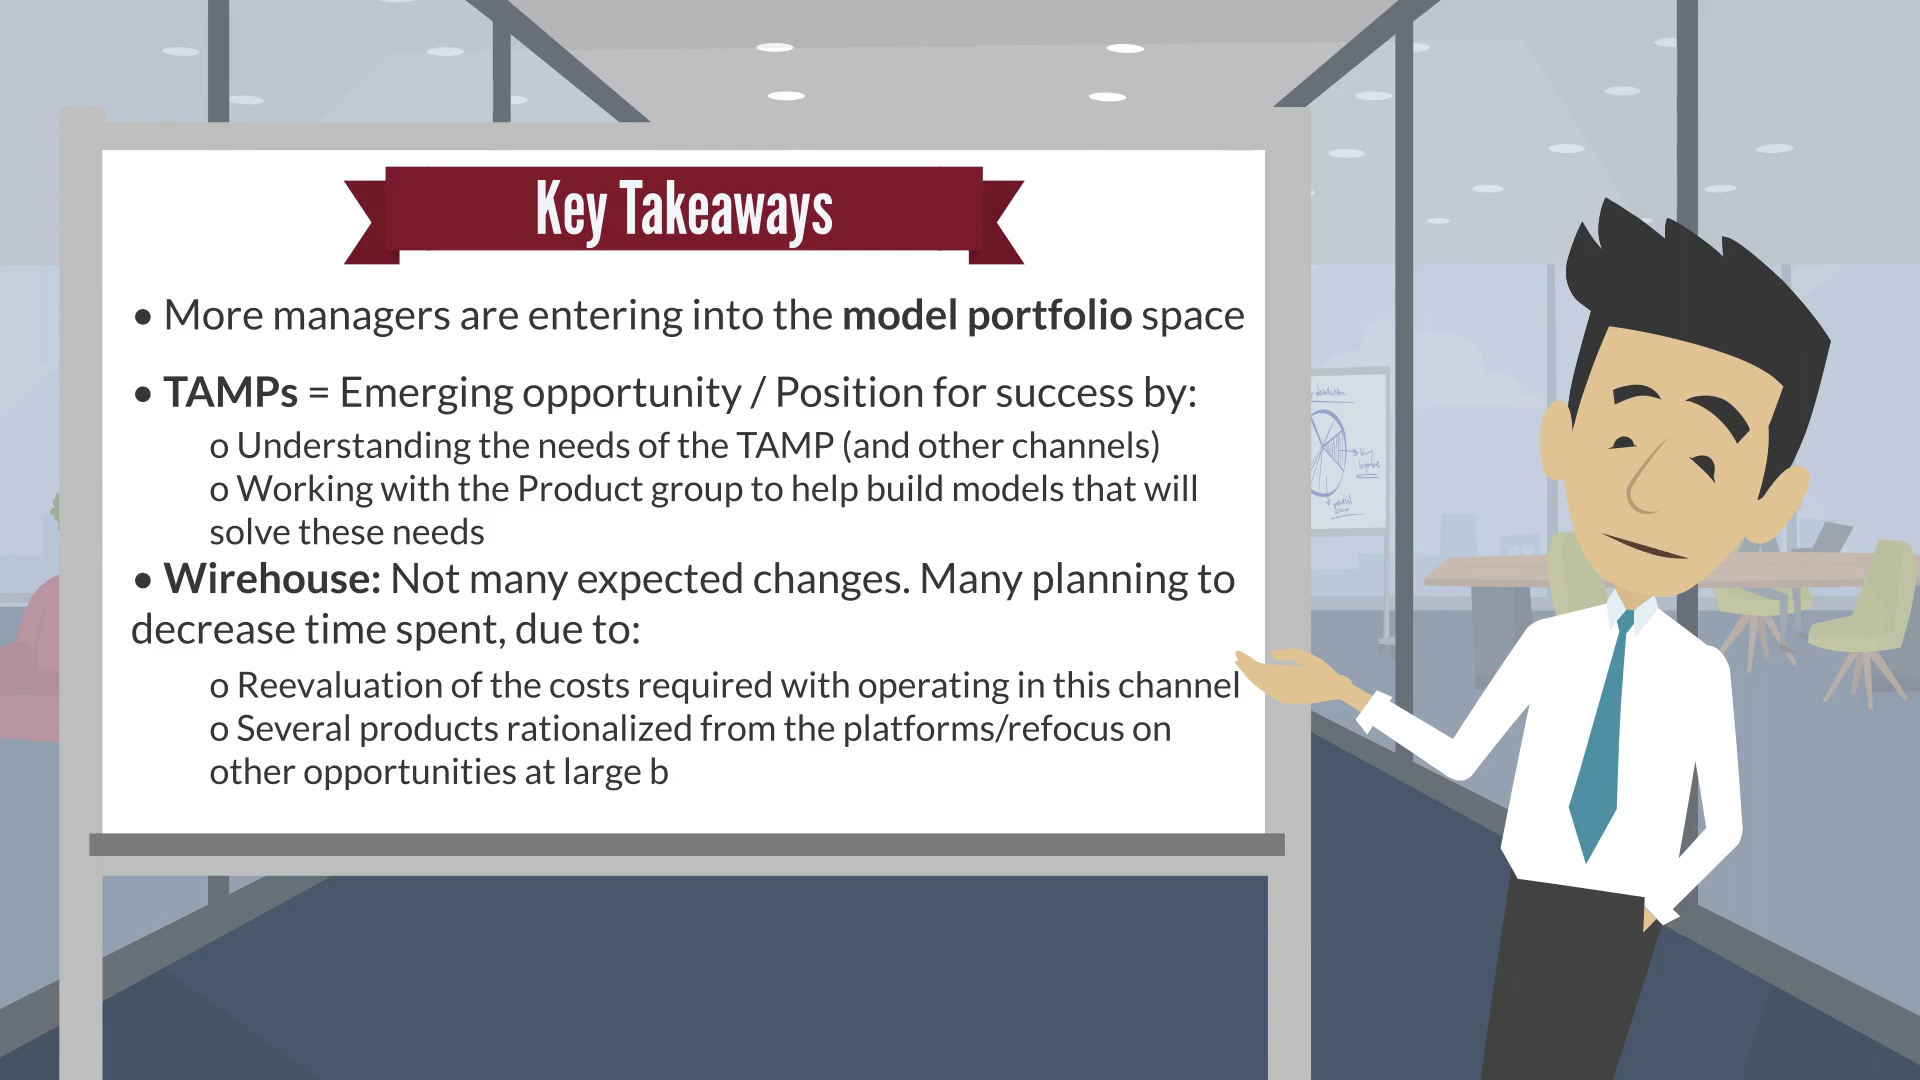 Key Takeaways
• More managers are entering into the model portfolio space
• TAMPs = Emerging opportunity / Position for success by:
o Understanding the needs of the TAMP (and other channels)
o Working with the Product group to help build models that will
solve these needs
• Wirehouse: Not many expected changes. Many planning to
decrease time spent, due to:
o Reevaluation of the costs required with operating in this channel
o Several products rationalized from the platforms/refocus on
other opportunities at large b